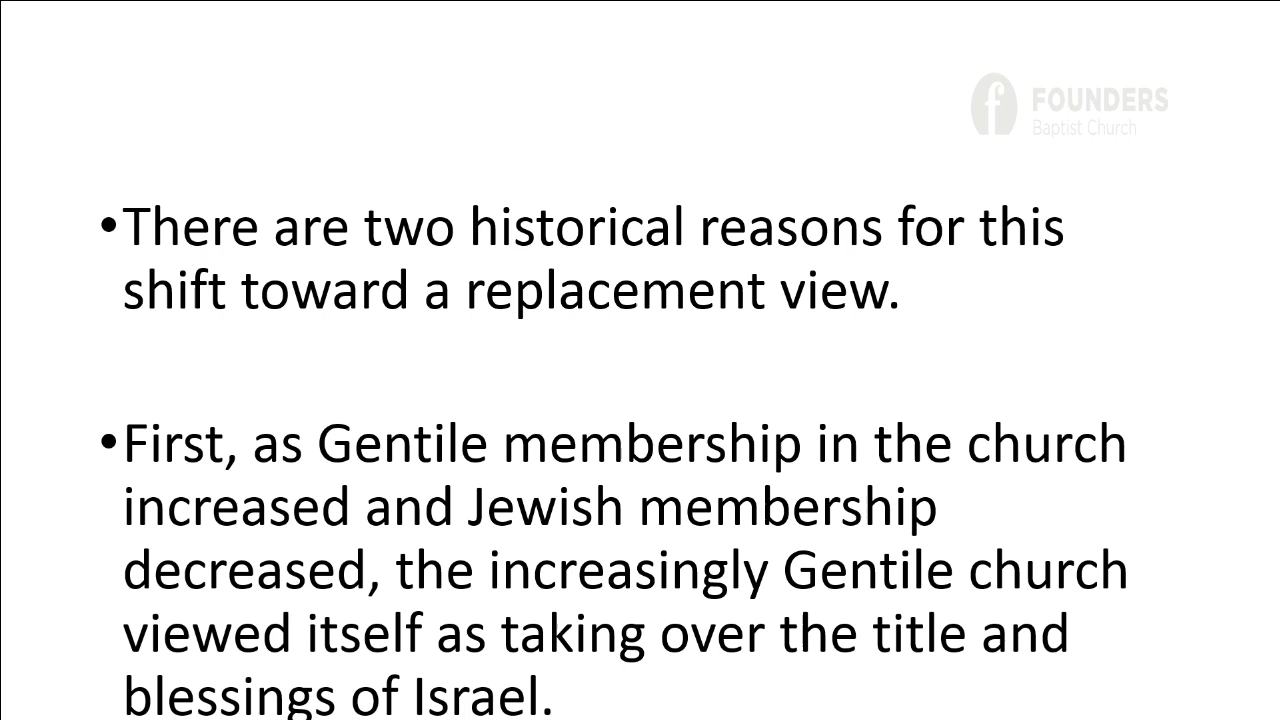 f FOUNDERS
Baptist Church
•There are two historical reasons for this
shift toward a replacement view.
•First, as Gentile membership in the church
increased and Jewish membership
decreased, the increasingly Gentile church
viewed itself as taking over the title and
blessings of Israel.